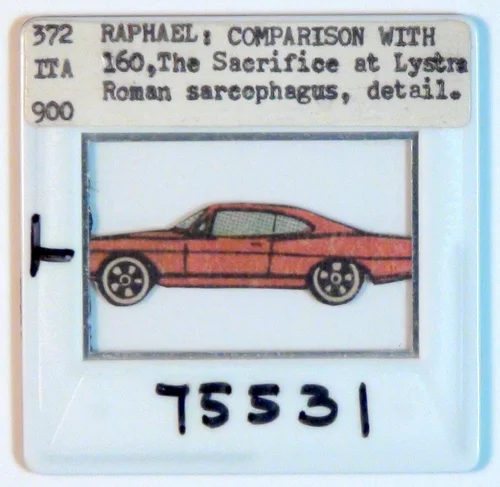 372 RAPHAEL: COMPARISON WITH
ITA 160,The Sacrifice at Lystra
900 Roman sarcophagus, detail.
T
75531